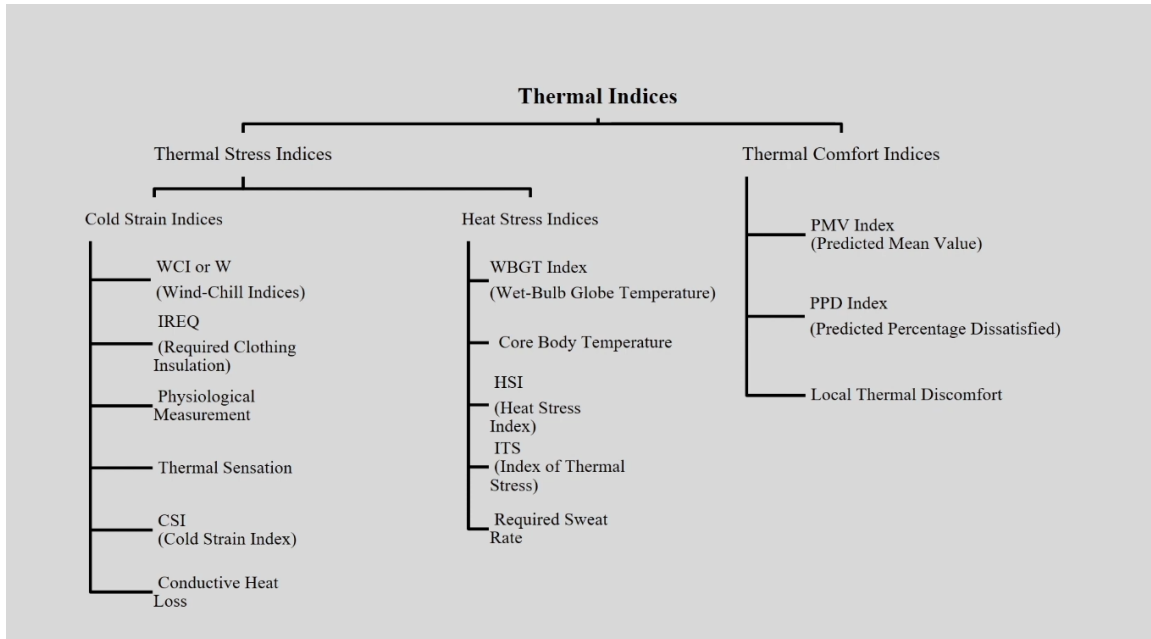 Thermal Indices
Thermal Stress Indices
Thermal Comfort Indices
Cold Strain Indices
Heat Stress Indices
WCI or W
(Wind-Chill Indices)
IREQ
(Required Clothing
Insulation)
Physiological
Measurement
Thermal Sensation
CSI
(Cold Strain Index)
Conductive Heat
Loss
WBGT Index
(Wet-Bulb Globe Temperature)
Core Body Temperature
HSI
(Heat Stress
Index)
ITS
(Index of Thermal
Stress)
Required Sweat
Rate
PMV Index
(Predicted Mean Value)
PPD Index
(Predicted Percentage Dissatisfied)
Local Thermal Discomfort